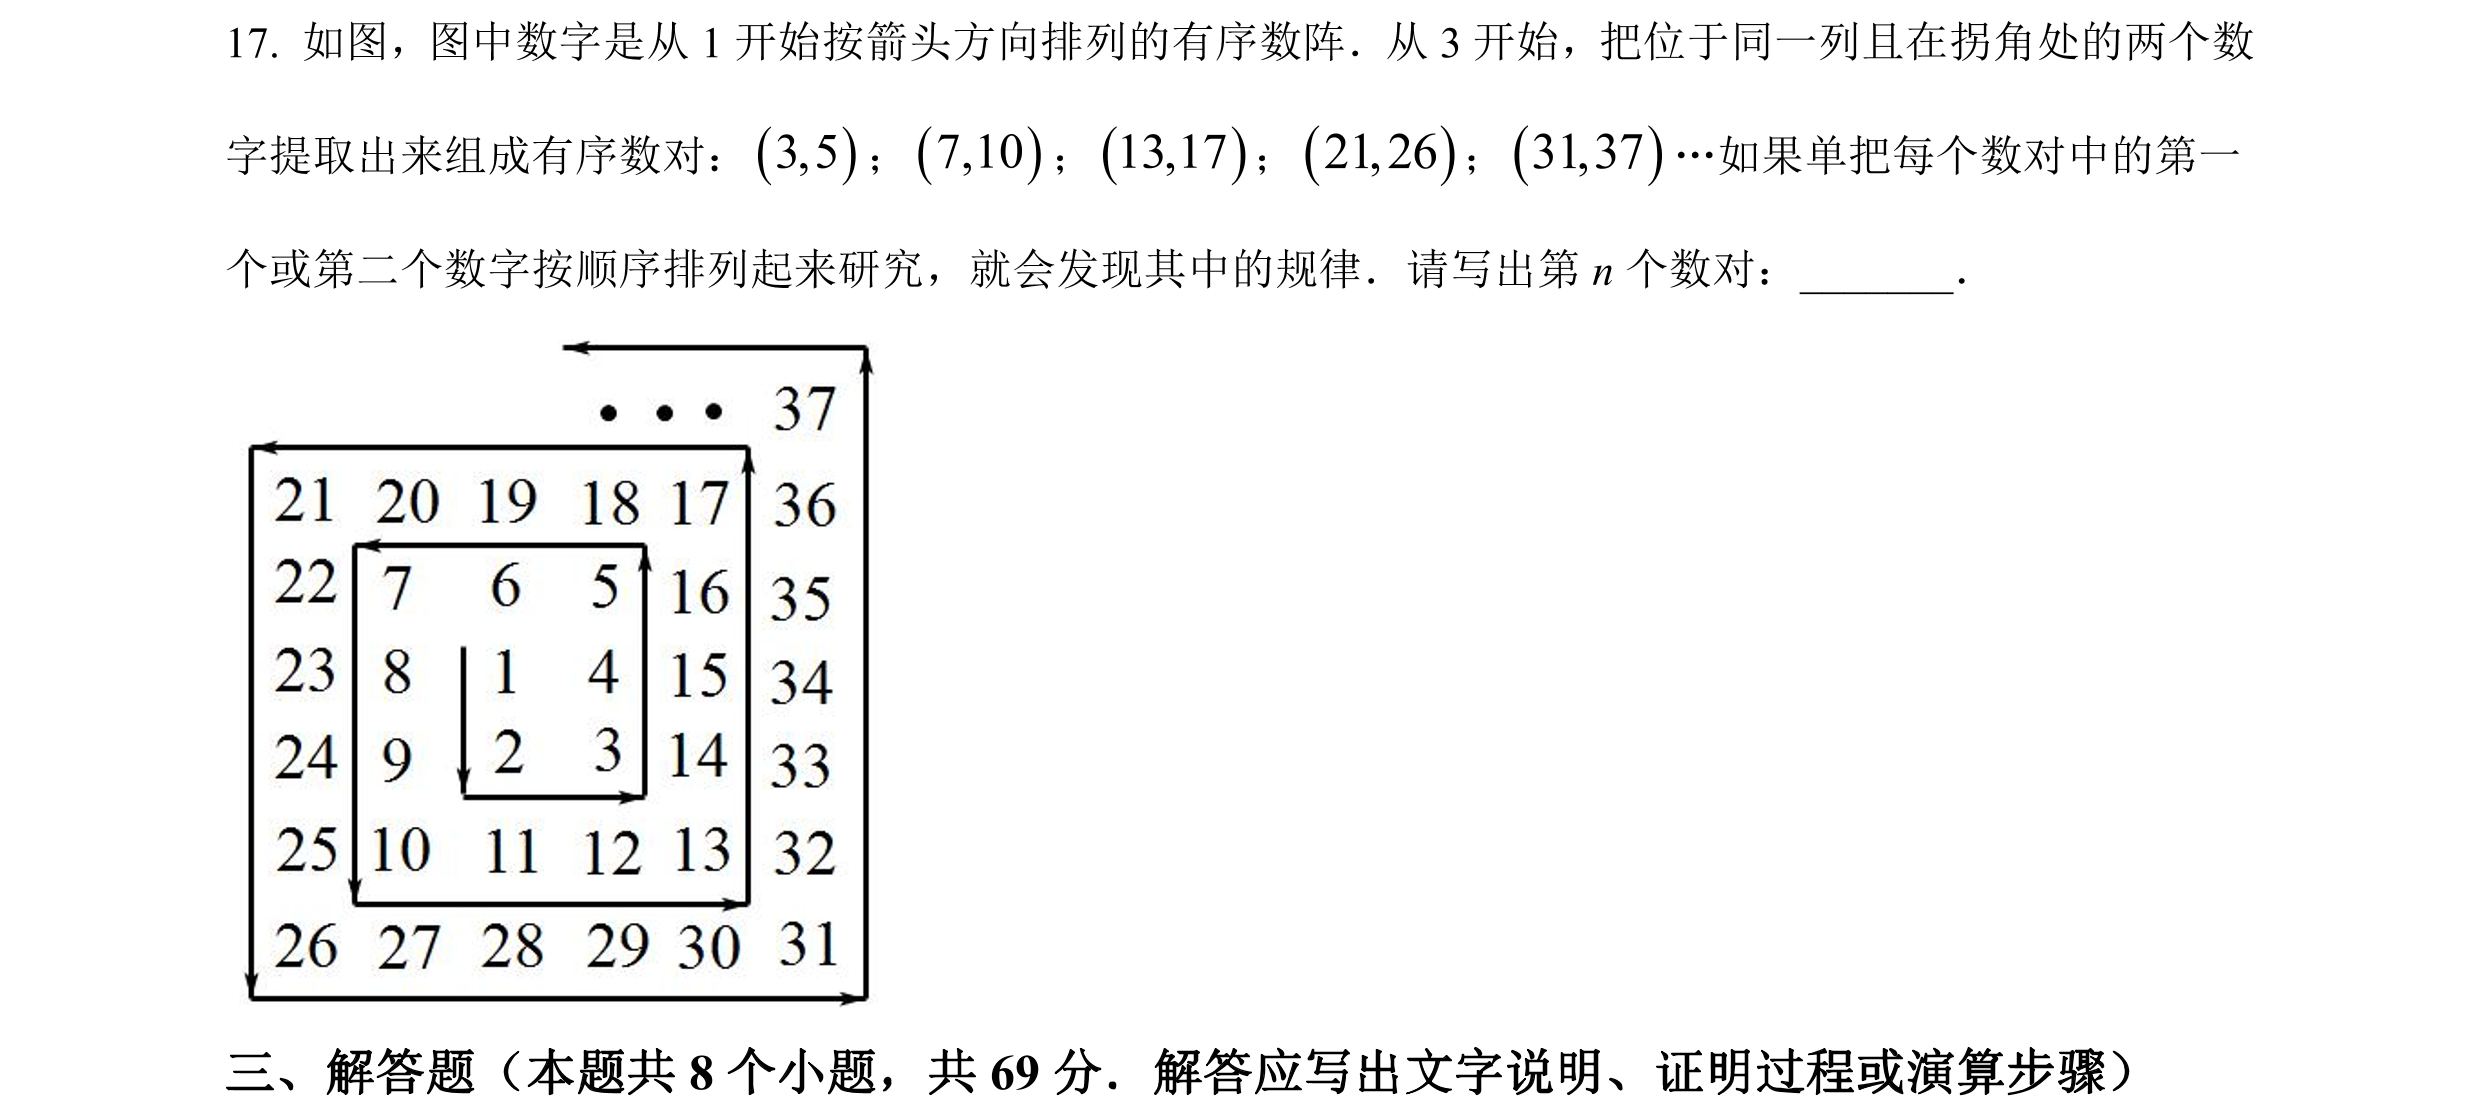 17. 如图，图中数字是从 1 开始按箭头方向排列的有序数阵．从 3 开始，把位于同一列且在拐角处的两个数
字提取出来组成有序数对：(3,5)；(7,10)；(13,17)；(21,26)；(31,37)…如果单把每个数对中的第一
个或第二个数字按顺序排列起来研究，就会发现其中的规律．请写出第 n 个数对：_______．
• • • 37
21 20 19 18 17 36
22 7 6 5 16 35
23 8 1 4 15 34
24 9 2 3 14 33
25 10 11 12 13 32
26 27 28 29 30 31
三、解答题（本题共 8 个小题，共 69 分．解答应写出文字说明、证明过程或演算步骤）